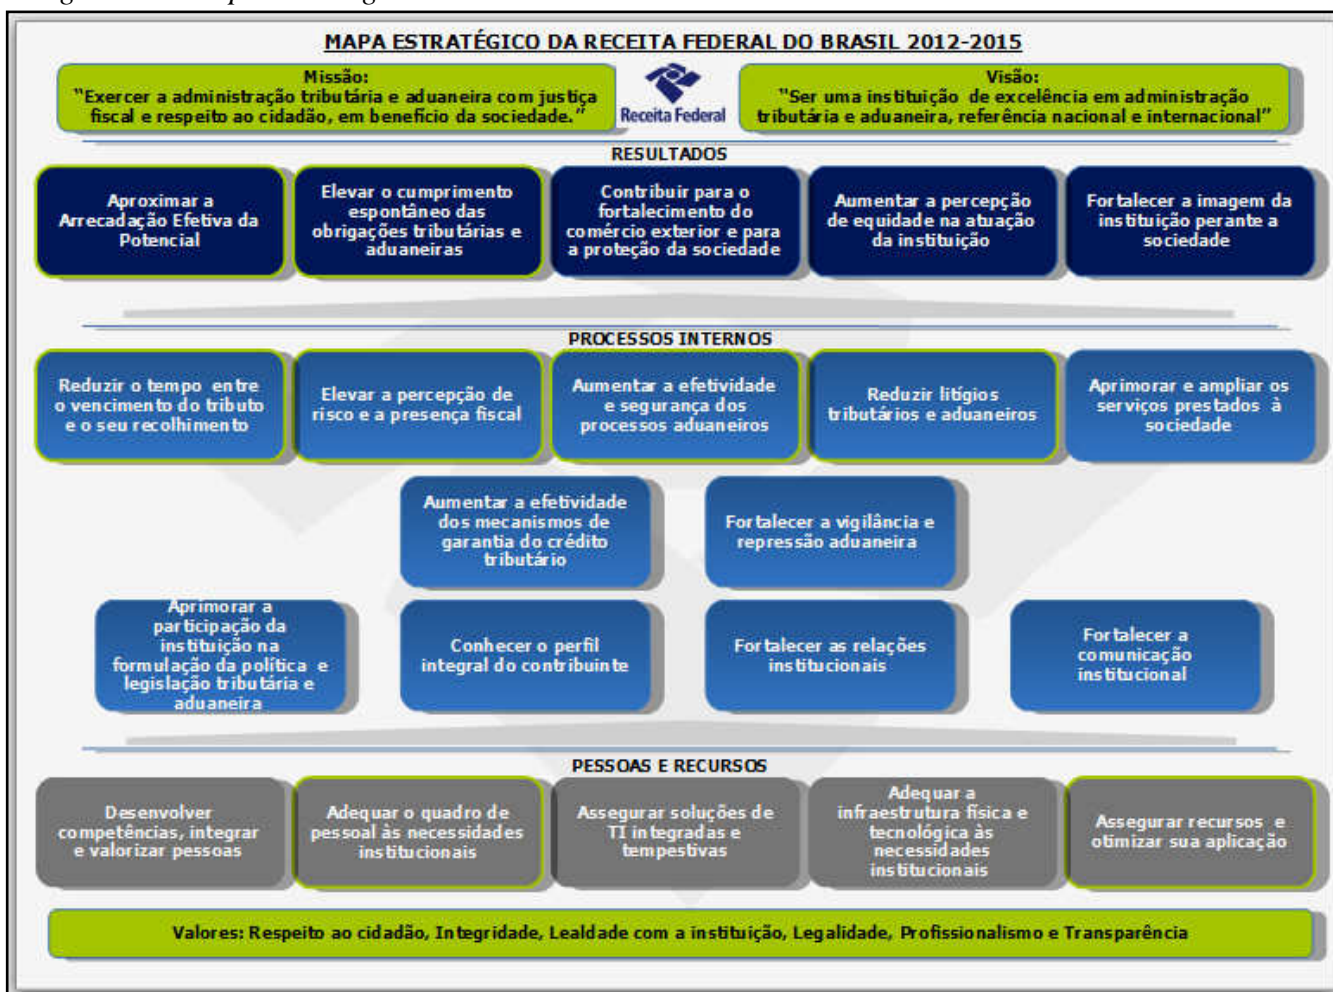 MAPA ESTRATÉGICO DA RECEITA FEDERAL DO BRASIL 2012-2015
Missão:
"Exercer a administração tributária e aduaneira com justiça
fiscal e respeito ao cidadão, em benefício da sociedade."
Receita Federal
Visão:
"Ser uma instituição de excelência em administração
tributária e aduaneira, referência nacional e internacional"
RESULTADOS
Aproximar a
Arrecadação Efetiva da
Potencial
Elevar o cumprimento
espontâneo das
obrigações tributárias e
aduaneiras
Contribuir para o
fortalecimento do
comércio exterior e para
a proteção da sociedade
Aumentar a percepção
de equidade na atuação
da instituição
Fortalecer a imagem da
instituição perante a
sociedade
PROCESSOS INTERNOS
Reduzir o tempo entre
o vencimento do tributo
e o seu recolhimento
Elevar a percepção de
risco e a presença fiscal
Aumentar a efetividade
e segurança dos
processos aduaneiros
Reduzir litígios
tributários e aduaneiros
Aprimorar e ampliar os
serviços prestados à
sociedade
Aumentar a efetividade
dos mecanismos de
garantia do crédito
tributário
Fortalecer a vigilância e
repressão aduaneira
Aprimorar a
participação da
instituição na
formulação da política e
legislação tributária e
aduaneira
Conhecer o perfil
integral do contribuinte
Fortalecer as relações
institucionais
Fortalecer a
comunicação
institucional
PESSOAS E RECURSOS
Desenvolver
competências, integrar
e valorizar pessoas
Adequar o quadro de
pessoal às necessidades
institucionais
Assegurar soluções de
TI integradas e
tempestivas
Adequar a
infraestrutura física e
tecnológica às
necessidades
institucionais
Assegurar recursos e
otimizar sua aplicação
Valores: Respeito ao cidadão, Integridade, Lealdade com a instituição, Legalidade, Profissionalismo e Transparência